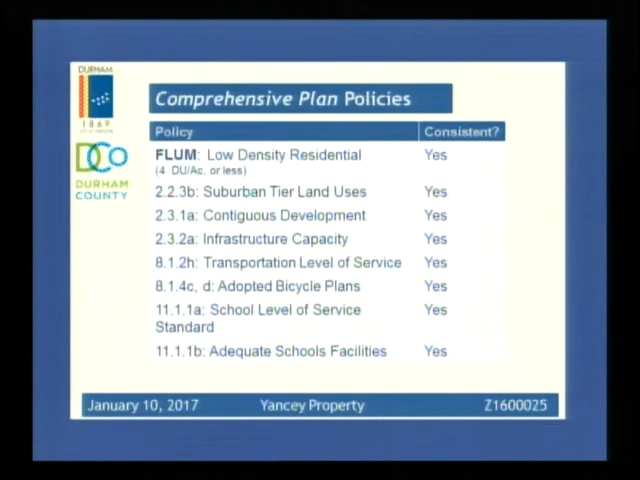 DURHAM
1869
DCO
DURHAM
COUNTY
Comprehensive Plan Policies
Policy Consistent?
FLUM: Low Density Residential Yes
(4 DU/Ac. or less)
2.2.3b: Suburban Tier Land Uses Yes
2.3.1a: Contiguous Development Yes
2.3.2a: Infrastructure Capacity Yes
8.1.2h: Transportation Level of Service Yes
8.1.4c, d: Adopted Bicycle Plans Yes
11.1.1a: School Level of Service Yes
Standard
11.1.1b: Adequate Schools Facilities Yes
January 10, 2017 Yancey Property Z1600025